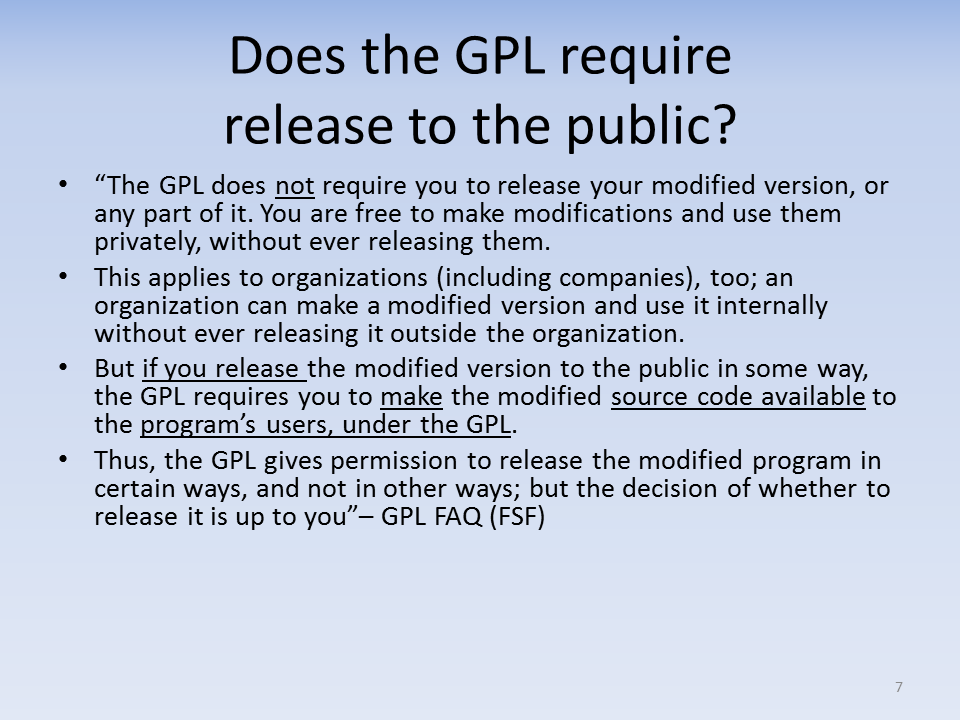 Does the GPL require
release to the public?
• “The GPL does not require you to release your modified version, or
any part of it. You are free to make modifications and use them
privately, without ever releasing them.
• This applies to organizations (including companies), too; an
organization can make a modified version and use it internally
without ever releasing it outside the organization.
• But if you release the modified version to the public in some way,
the GPL requires you to make the modified source code available to
the program’s users, under the GPL.
• Thus, the GPL gives permission to release the modified program in
certain ways, and not in other ways; but the decision of whether to
release it is up to you”– GPL FAQ (FSF)
7